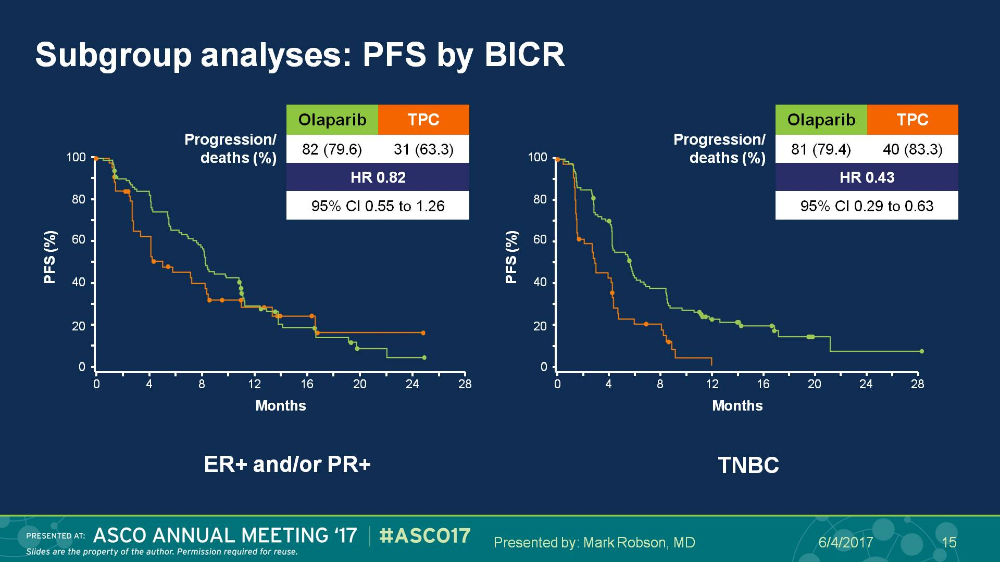 Subgroup analyses: PFS by BICR
Olaparib TPC
Progression/
deaths (%)
82 (79.6) 31 (63.3)
HR 0.82
95% CI 0.55 to 1.26
100
80
60
40
20
0
PFS (%)
0 4 8 12 16 20 24 28
Months
ER+ and/or PR+
Olaparib TPC
Progression/
deaths (%)
81 (79.4) 40 (83.3)
HR 0.43
95% CI 0.29 to 0.63
100
80
60
40
20
0
PFS (%)
0 4 8 12 16 20 24 28
Months
TNBC
PRESENTED AT: ASCO ANNUAL MEETING ‘17 #ASCO17
Slides are the property of the author. Permission required for reuse.
Presented by: Mark Robson, MD
6/4/2017
15